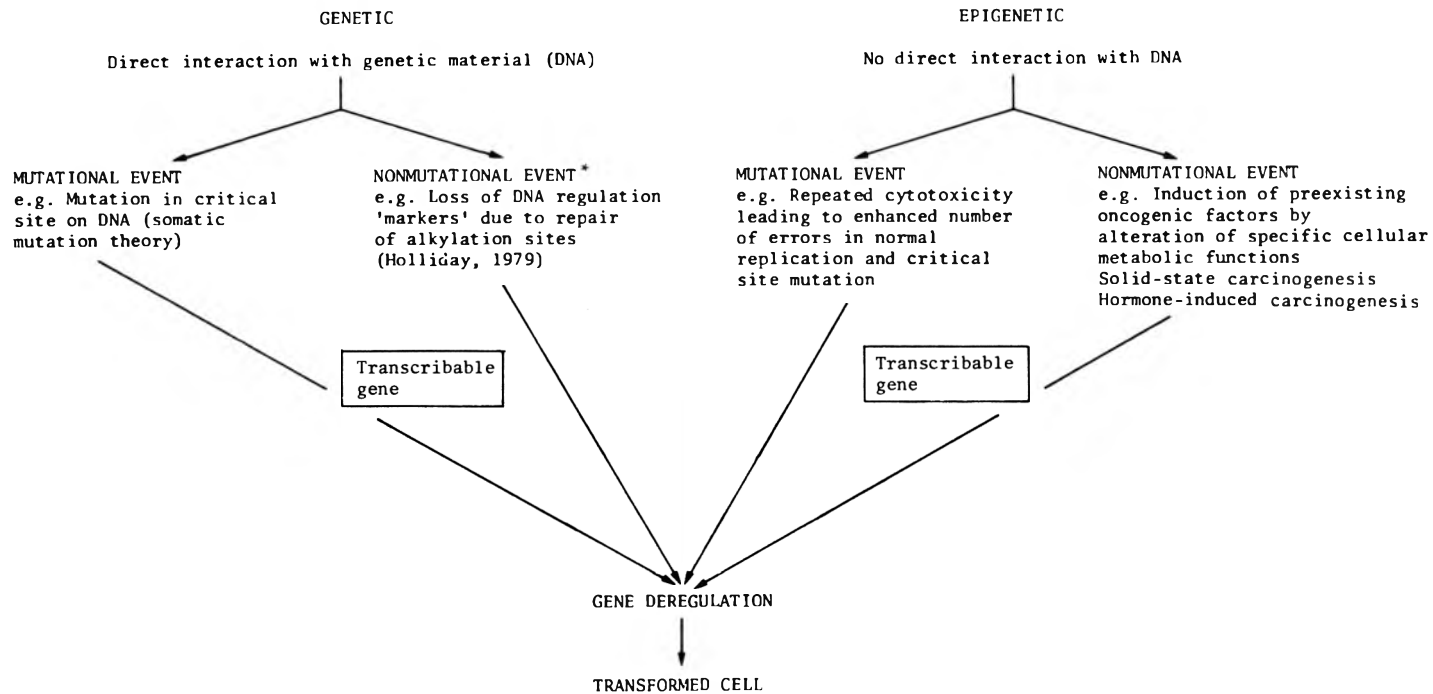 GENETIC
Direct interaction with genetic material (DNA)
EPIGENETIC
No direct interaction with DNA
MUTATIONAL EVENT
e.g. Mutation in critical
site on DNA (somatic
mutation theory)
NONMUTATIONAL EVENT*
e.g. Loss of DNA regulation
'markers' due to repair
of alkylation sites
(Holliday, 1979)
MUTATIONAL EVENT
e.g. Repeated cytotoxicity
leading to enhanced number
of errors in normal
replication and critical
site mutation
NONMUTATIONAL EVENT
e.g. Induction of preexisting
oncogenic factors by
alteration of specific cellular
metabolic functions
Solid-state carcinogenesis
Hormone-induced carcinogenesis
Transcribable
gene
Transcribable
gene
GENE DEREGULATION
TRANSFORMED CELL